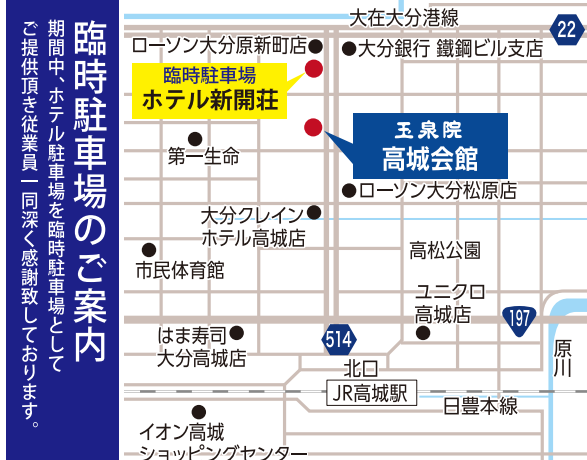 臨時駐車場のご案内
期間中、ホテル駐車場を臨時駐車場として
ご提供頂き従業員一同深く感謝致しております。
大在大分港線
22
ローソン大分原新町店
大分銀行 鐵鋼ビル支店
臨時駐車場
ホテル新開荘
玉泉院
高城会館
第一生命
ローソン大分松原店
大分クレイン
ホテル高城店
高松公園
市民体育館
ユニクロ
高城店
197
はま寿司
大分高城店
514
原川
北口
JR高城駅
日豊本線
イオン高城
ショッピングセンター